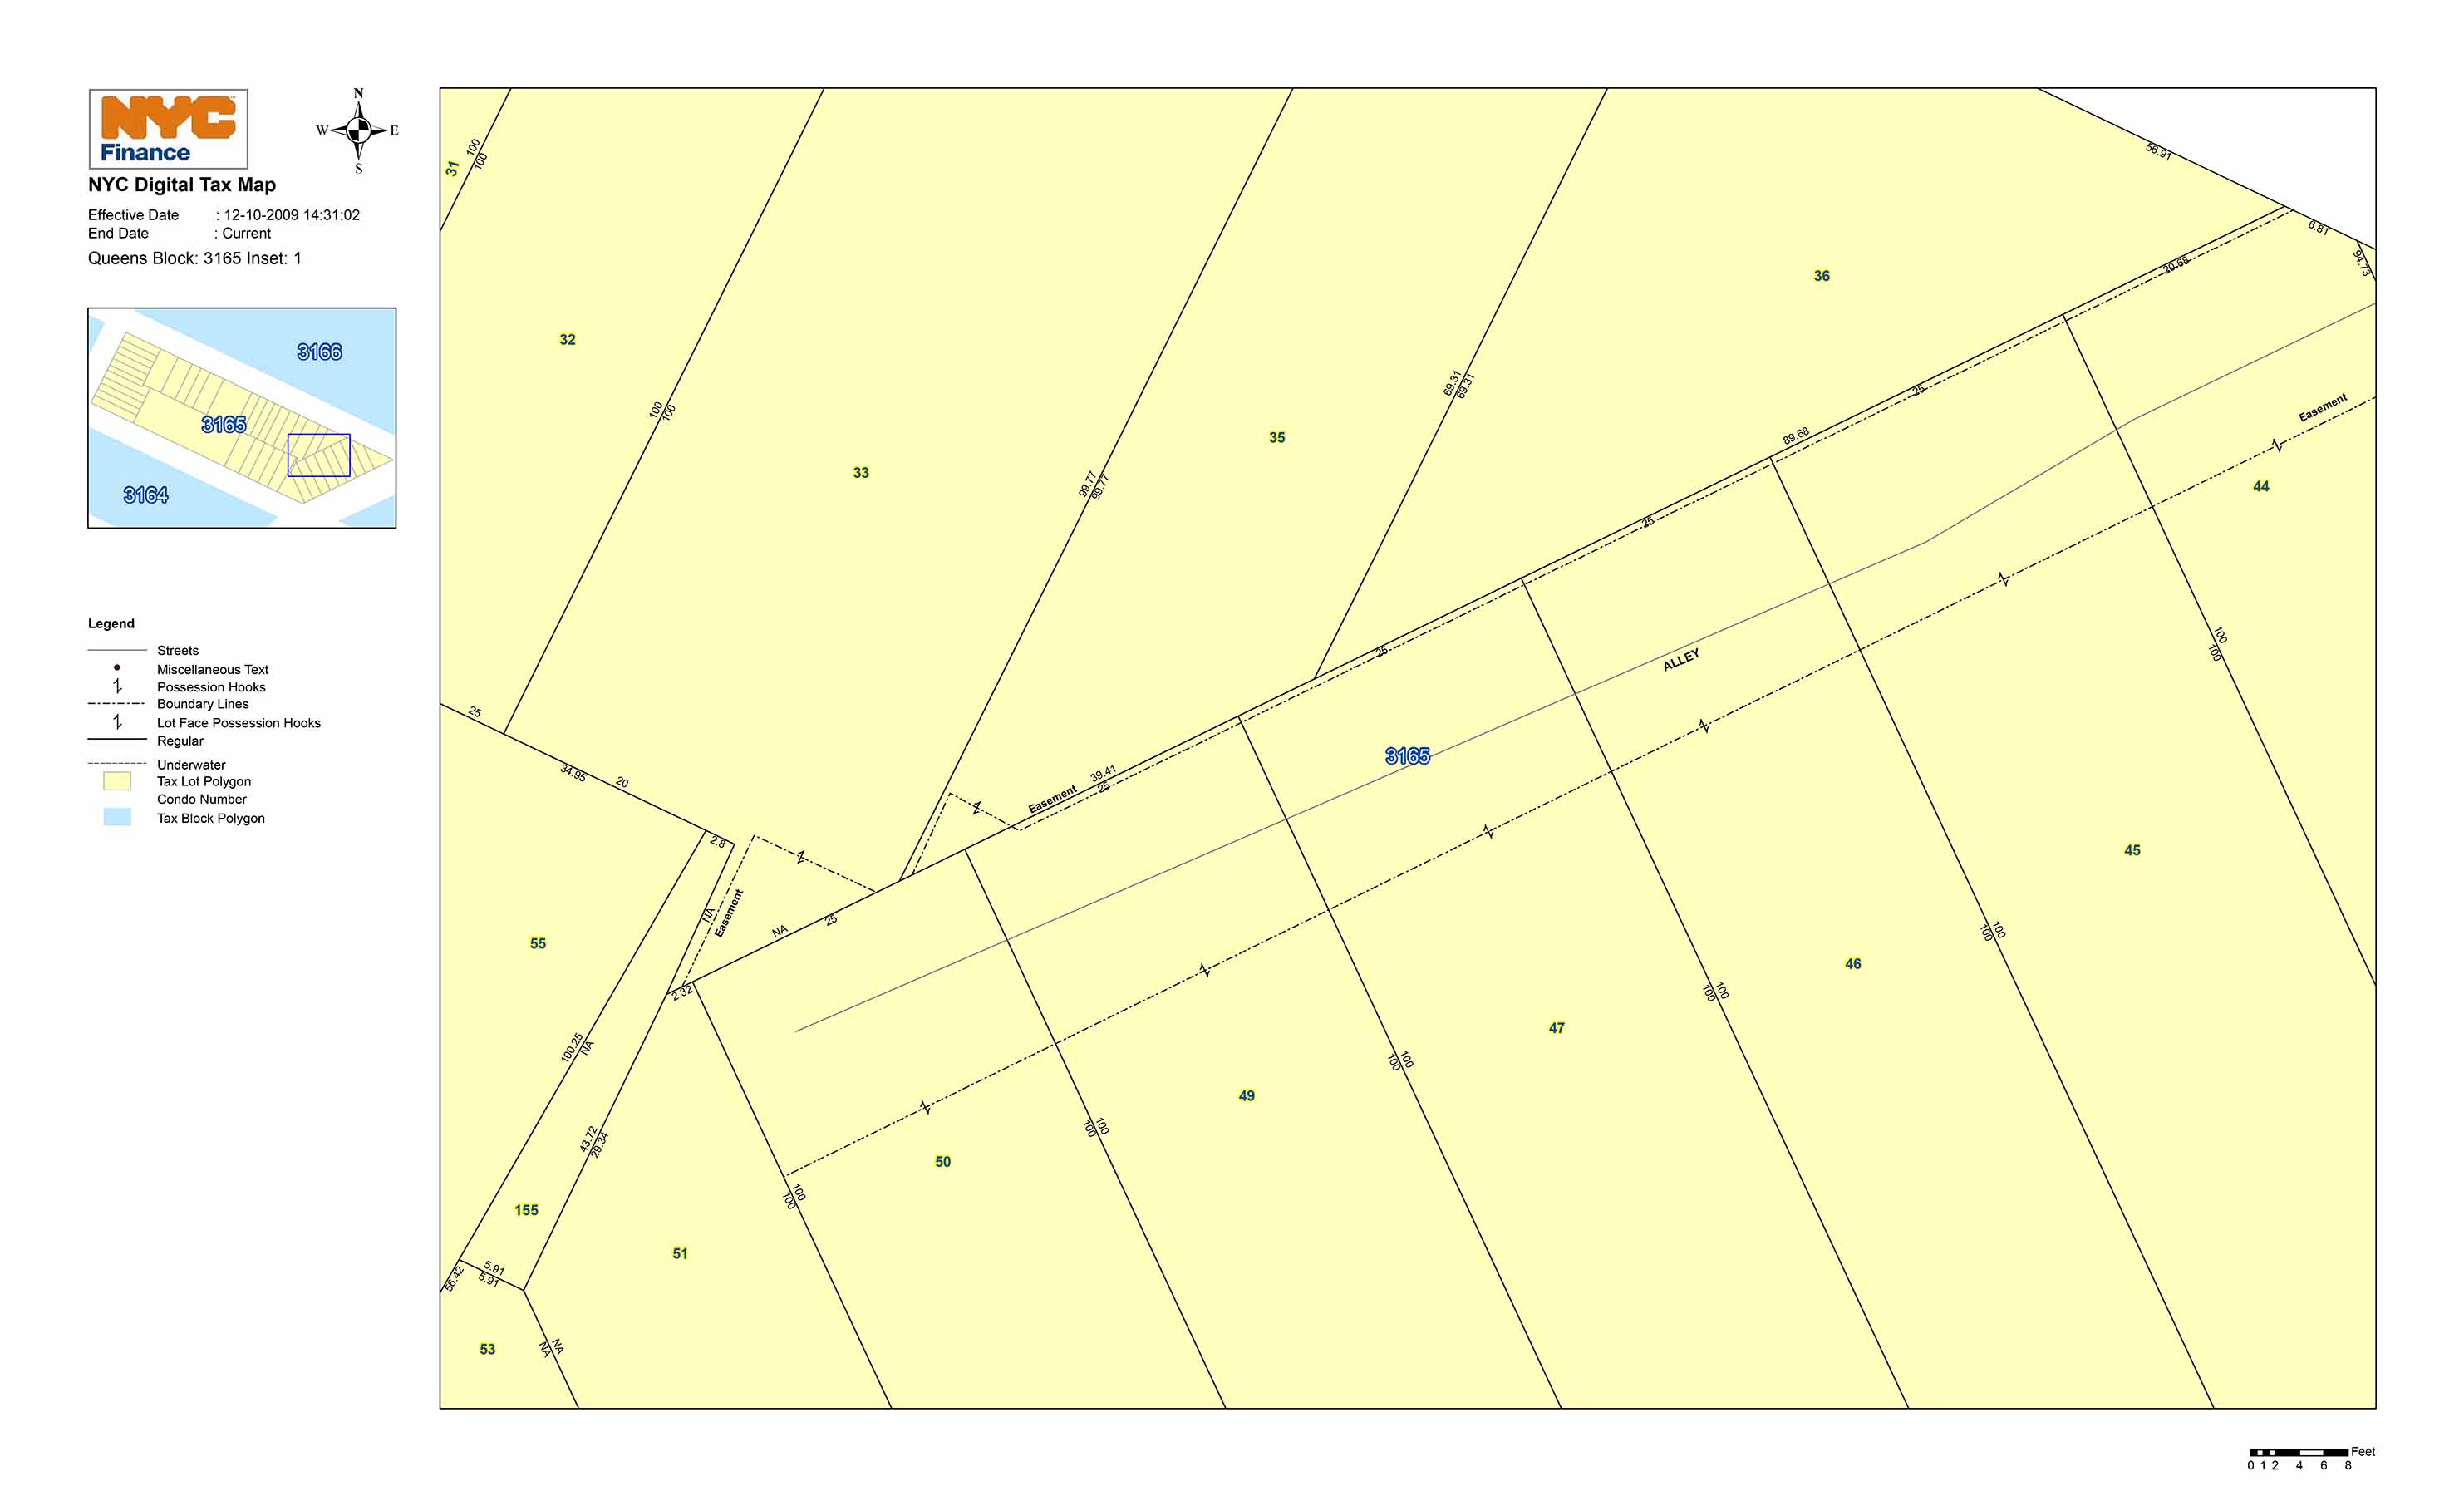 NYC
Finance
N
W E
S
NYC Digital Tax Map
Effective Date : 12-10-2009 14:31:02
End Date : Current
Queens Block: 3165 Inset: 1
3166
3165
3164
Legend
Streets
Miscellaneous Text
Possession Hooks
Boundary Lines
Lot Face Possession Hooks
Regular
Underwater
Tax Lot Polygon
Condo Number
Tax Block Polygon
31
100
100
56.91
6.81
94.73
20.68
36
32
25
69.31
69.31
100
100
Easement
89.68
35
33
99.77
99.77
44
25
100
100
25
ALLEY
25
34.95
20
3165
39.41
Easement
25
2.8
45
NA
Easement
25
NA
55
100
100
46
2.32
100
100
47
100.25
NA
100
100
49
100
100
43.72
29.34
50
100
100
155
51
5.91
5.91
56.42
53
NA
NA
Feet
0 1 2 4 6 8